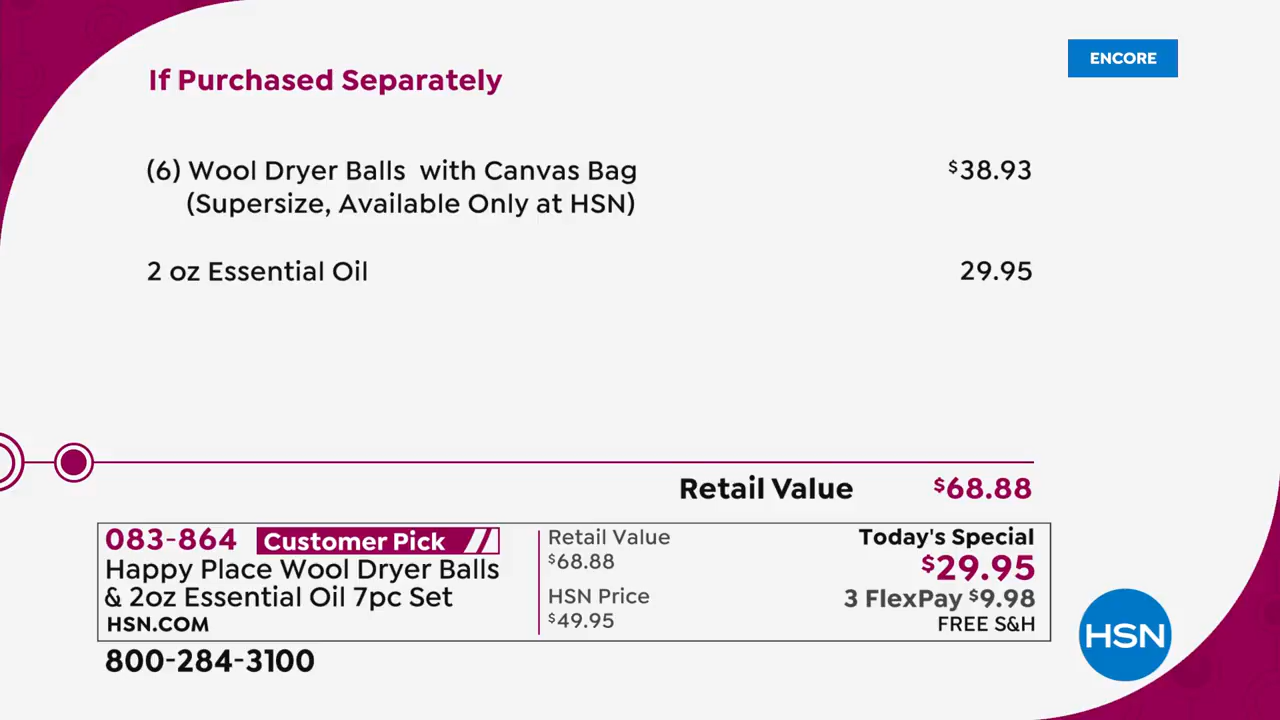 ENCORE
If Purchased Separately
(6) Wool Dryer Balls with Canvas Bag $38.93
(Supersize, Available Only at HSN)
2 oz Essential Oil 29.95
Retail Value $68.88
083-864 Customer Pick
Happy Place Wool Dryer Balls
& 2oz Essential Oil 7pc Set
HSN.COM
Retail Value
$68.88
HSN Price
$49.95
Today's Special
$29.95
3 FlexPay $9.98
FREE S&H
HSN
800-284-3100